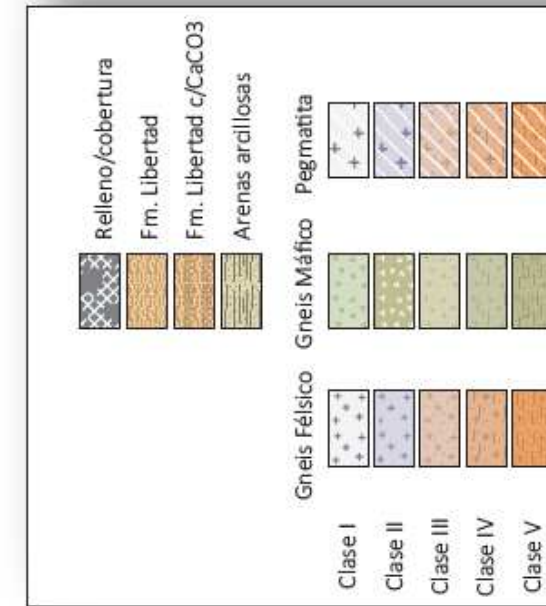 Relleno/cobertura
Fm. Libertad
Fm. Libertad c/CaCO3
Arenas arcillosas
Gneis Félsico
Gneis Máfico
Pegmatita
Clase I
Clase II
Clase III
Clase IV
Clase V